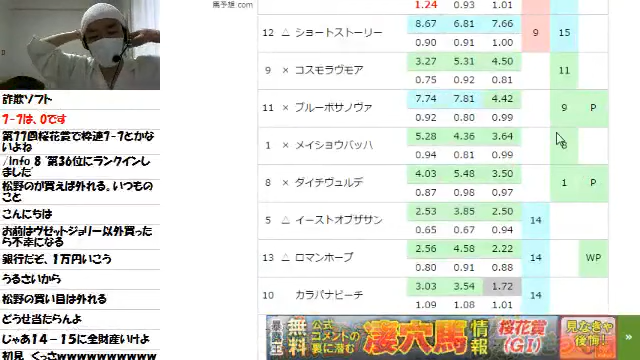 馬予想.com
1.24 0.93 1.01
12 △ ショートストーリー 8.67 6.81 7.66 9 15
0.90 0.91 1.00
9 × コスモラヴモア 3.27 5.31 4.50 11
0.75 0.92 0.81
11 × ブルーボサノヴァ 7.74 7.81 4.42 9 P
0.92 0.80 0.99
1 × メイショウバッハ 5.28 4.36 3.64 8
0.94 0.81 0.99
8 × ダイチヴュルデ 4.03 5.48 3.50 1 P
0.87 0.98 0.97
5 △ イーストオブザサン 2.53 3.85 2.50 14
0.65 0.67 0.94
13 △ ロマンホープ 2.56 4.58 2.22 14 WP
0.80 0.91 0.88
10 カラパナビーチ 3.03 3.54 1.72 14
1.09 1.08 1.01
詐欺ソフト
7-7は、0です
第77回桜花賞で枠連7-7とかな
いよね
/info 8 "第36位にランクインし
ました"
松野のが買えば外れる。いつもの
こと
こんにちは
お前はヴゼットジョリー以外買った
ら不幸になる
銀行だぞ、1万円いこう
うるさいから
松野の買い目は外れる
どうせ当たらんよ
じゃあ14-15に全財産いけよ
初見 くっさwwwwwwwwww
最強王 無料 公式コメントの裏に潜む 凄穴馬情報 桜花賞(GI) 見なきゃ後悔!
»